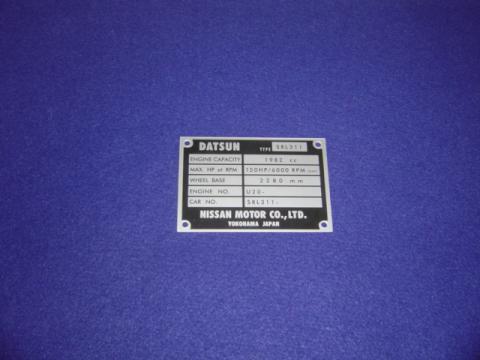 DATSUN TYPE SRL311
ENGINE CAPACITY 1982 cc
MAX. HP at RPM 150HP/6000 RPM
WHEEL BASE 2280 mm
ENGINE NO. U20-
CAR NO. SRL311-
NISSAN MOTOR CO., LTD.
YOKOHAMA JAPAN